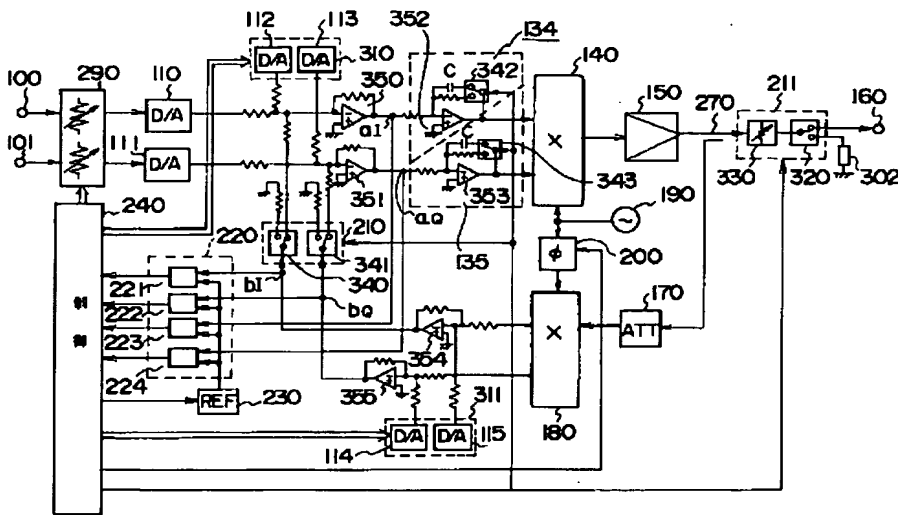 112 113 352 134
D/A D/A 310 C 342 140
100 290 110 350 150 211 160
D/A a1 C 270
101 111 D/A X
351 330 320 302
353 343
240 210 aQ 190
220 135 φ 200
221 341
340
222 bI bQ 170
223 354 X ATT
224 355
REF 230 311
D/A D/A 180
114 115